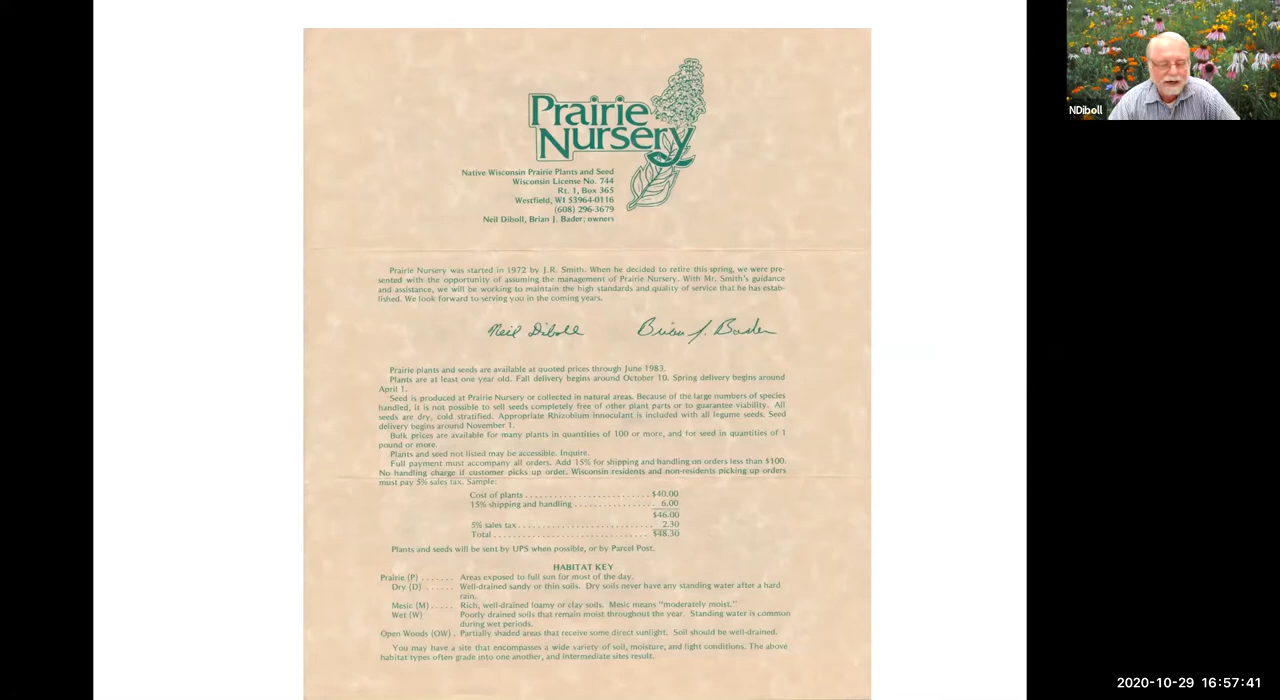 Prairie
Nursery
Native Wisconsin Prairie Plants and Seed
Wisconsin License No. 744
Rt. 1, Box 365
Westfield, WI 53964-0116
(608) 296-3679
Neil Diboll, Brian J. Bader; owners
Prairie Nursery was started in 1972 by J.R. Smith. When he decided to retire this spring, we were pre-
sented with the opportunity of assuming the management of Prairie Nursery. With Mr. Smith's guidance
and assistance, we will be working to maintain the high standards and quality of service that he has estab-
lished. We look forward to serving you in the coming years.
Neil Diboll Brian J. Bader
Prairie plants and seeds are available at quoted prices through June 1983.
Plants are at least one year old. Fall delivery begins around October 10. Spring delivery begins around
April 1.
Seed is produced at Prairie Nursery or collected in natural areas. Because of the large numbers of species
handled, it is not possible to sell seeds completely free of other plant parts or to guarantee viability. All
seeds are dry, cold stratified. Appropriate Rhizobium innoculant is included with all legume seeds. Seed
delivery begins around November 1.
Bulk prices are available for many plants in quantities of 100 or more, and for seed in quantities of 1
pound or more.
Plants and seed not listed may be accessible. Inquire.
Full payment must accompany all orders. Add 15% for shipping and handling on orders less than $100.
No handling charge if customer picks up order. Wisconsin residents and non-residents picking up orders
must pay 5% sales tax. Sample:
Cost of plants . . . . . . . . . . . . . . . . . . . . . . . . . . $40.00
15% shipping and handling . . . . . . . . . . . . . . . . 6.00
$46.00
5% sales tax . . . . . . . . . . . . . . . . . . . . . . . . . . . . 2.30
Total . . . . . . . . . . . . . . . . . . . . . . . . . . . . . . . . $48.30
Plants and seeds will be sent by UPS when possible, or by Parcel Post.
HABITAT KEY
Prairie (P) . . . . . . . Areas exposed to full sun for most of the day.
Dry (D) . . . . . . Well-drained sandy or thin soils. Dry soils never have any standing water after a hard
rain.
Mesic (M) . . . . . Rich, well-drained loamy or clay soils. Mesic means "moderately moist."
Wet (W) Poorly drained soils that remain moist throughout the year. Standing water is common
during wet periods.
Open Woods (OW) . Partially shaded areas that receive some direct sunlight. Soil should be well-drained.
You may have a site that encompasses a wide variety of soil, moisture, and light conditions. The above
habitat types often grade into one another, and intermediate sites result.
NDiboll
2020-10-29 16:57:41